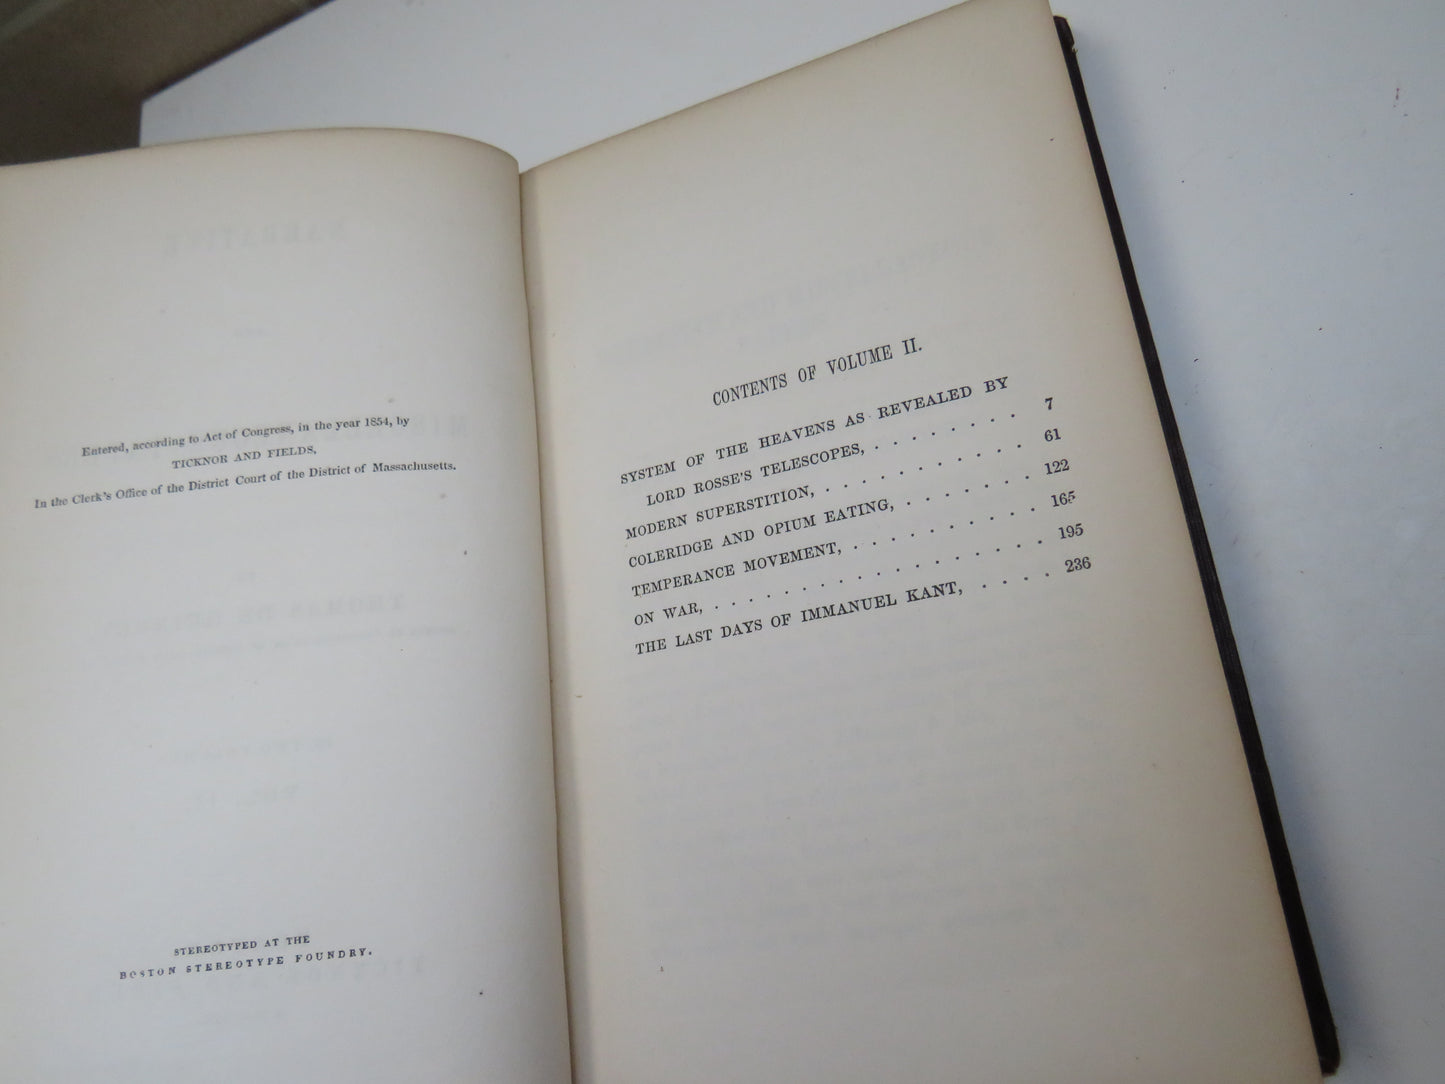 Entered, according to Act of Congress, in the year 1854, by
TICKNOR AND FIELDS,
In the Clerk's Office of the District Court of the District of Massachusetts.
STEREOTYPED AT THE
BOSTON STEREOTYPE FOUNDRY.
CONTENTS OF VOLUME II.
SYSTEM OF THE HEAVENS AS REVEALED BY
LORD ROSSE'S TELESCOPES, . . . . . . . 7
MODERN SUPERSTITION, . . . . . . . . 61
COLERIDGE AND OPIUM EATING, . . . . . . . 122
TEMPERANCE MOVEMENT, . . . . . . . . . . 165
ON WAR, . . . . . . . . . . . . . . . 195
THE LAST DAYS OF IMMANUEL KANT, . . . . 236